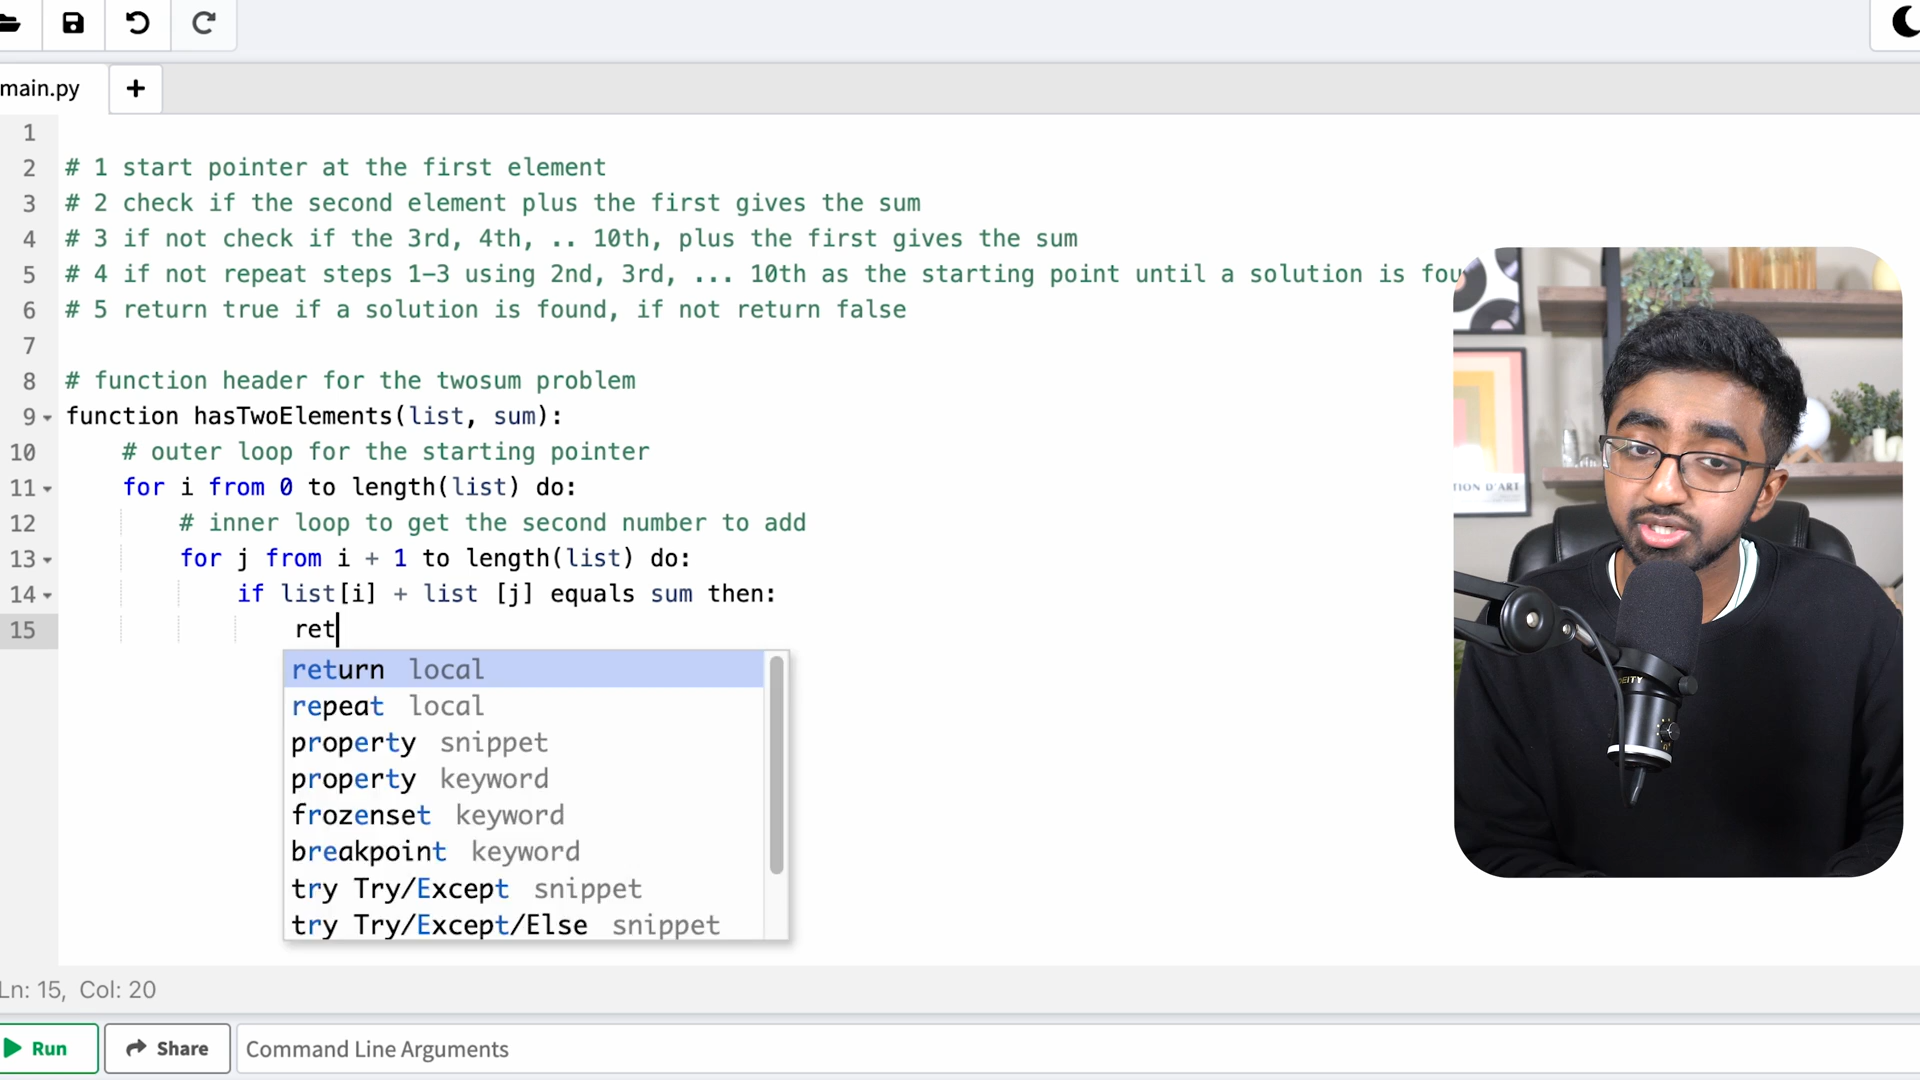 main.py
+
1
2 # 1 start pointer at the first element
3 # 2 check if the second element plus the first gives the sum
4 # 3 if not check if the 3rd, 4th, .. 10th, plus the first gives the sum
5 # 4 if not repeat steps 1-3 using 2nd, 3rd, ... 10th as the starting point until a solution is fou
6 # 5 return true if a solution is found, if not return false
7
8 # function header for the twosum problem
9 function hasTwoElements(list, sum):
10 # outer loop for the starting pointer
11 for i from 0 to length(list) do:
12 # inner loop to get the second number to add
13 for j from i + 1 to length(list) do:
14 if list[i] + list [j] equals sum then:
15 ret
return local
repeat local
property snippet
property keyword
frozenset keyword
breakpoint keyword
try Try/Except snippet
try Try/Except/Else snippet
TION D'ART
Ln: 15, Col: 20
Run
Share
Command Line Arguments